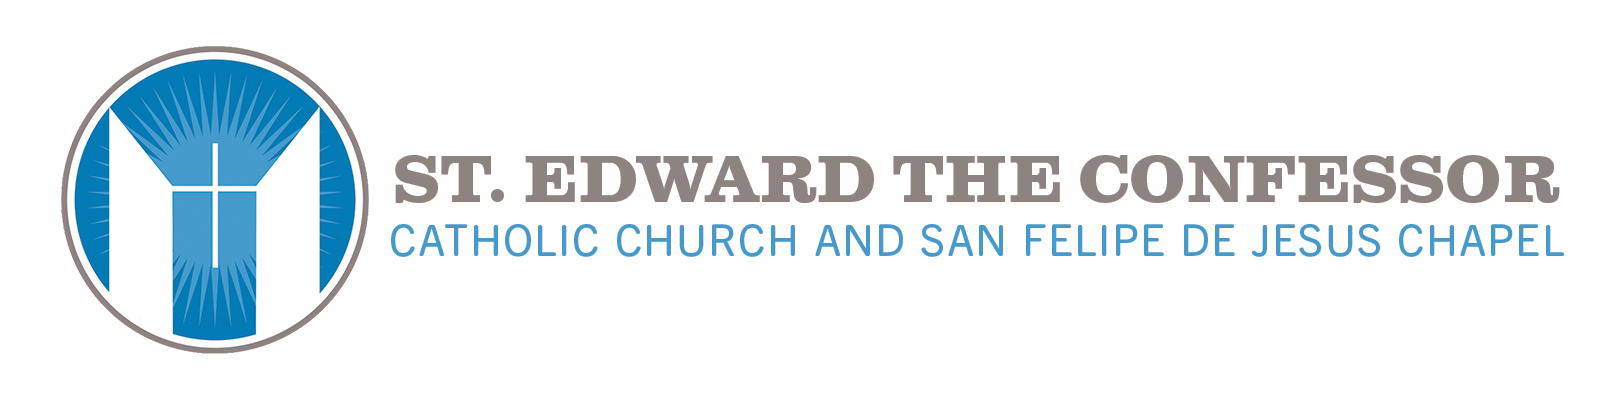 ST. EDWARD THE CONFESSOR
CATHOLIC CHURCH AND SAN FELIPE DE JESUS CHAPEL